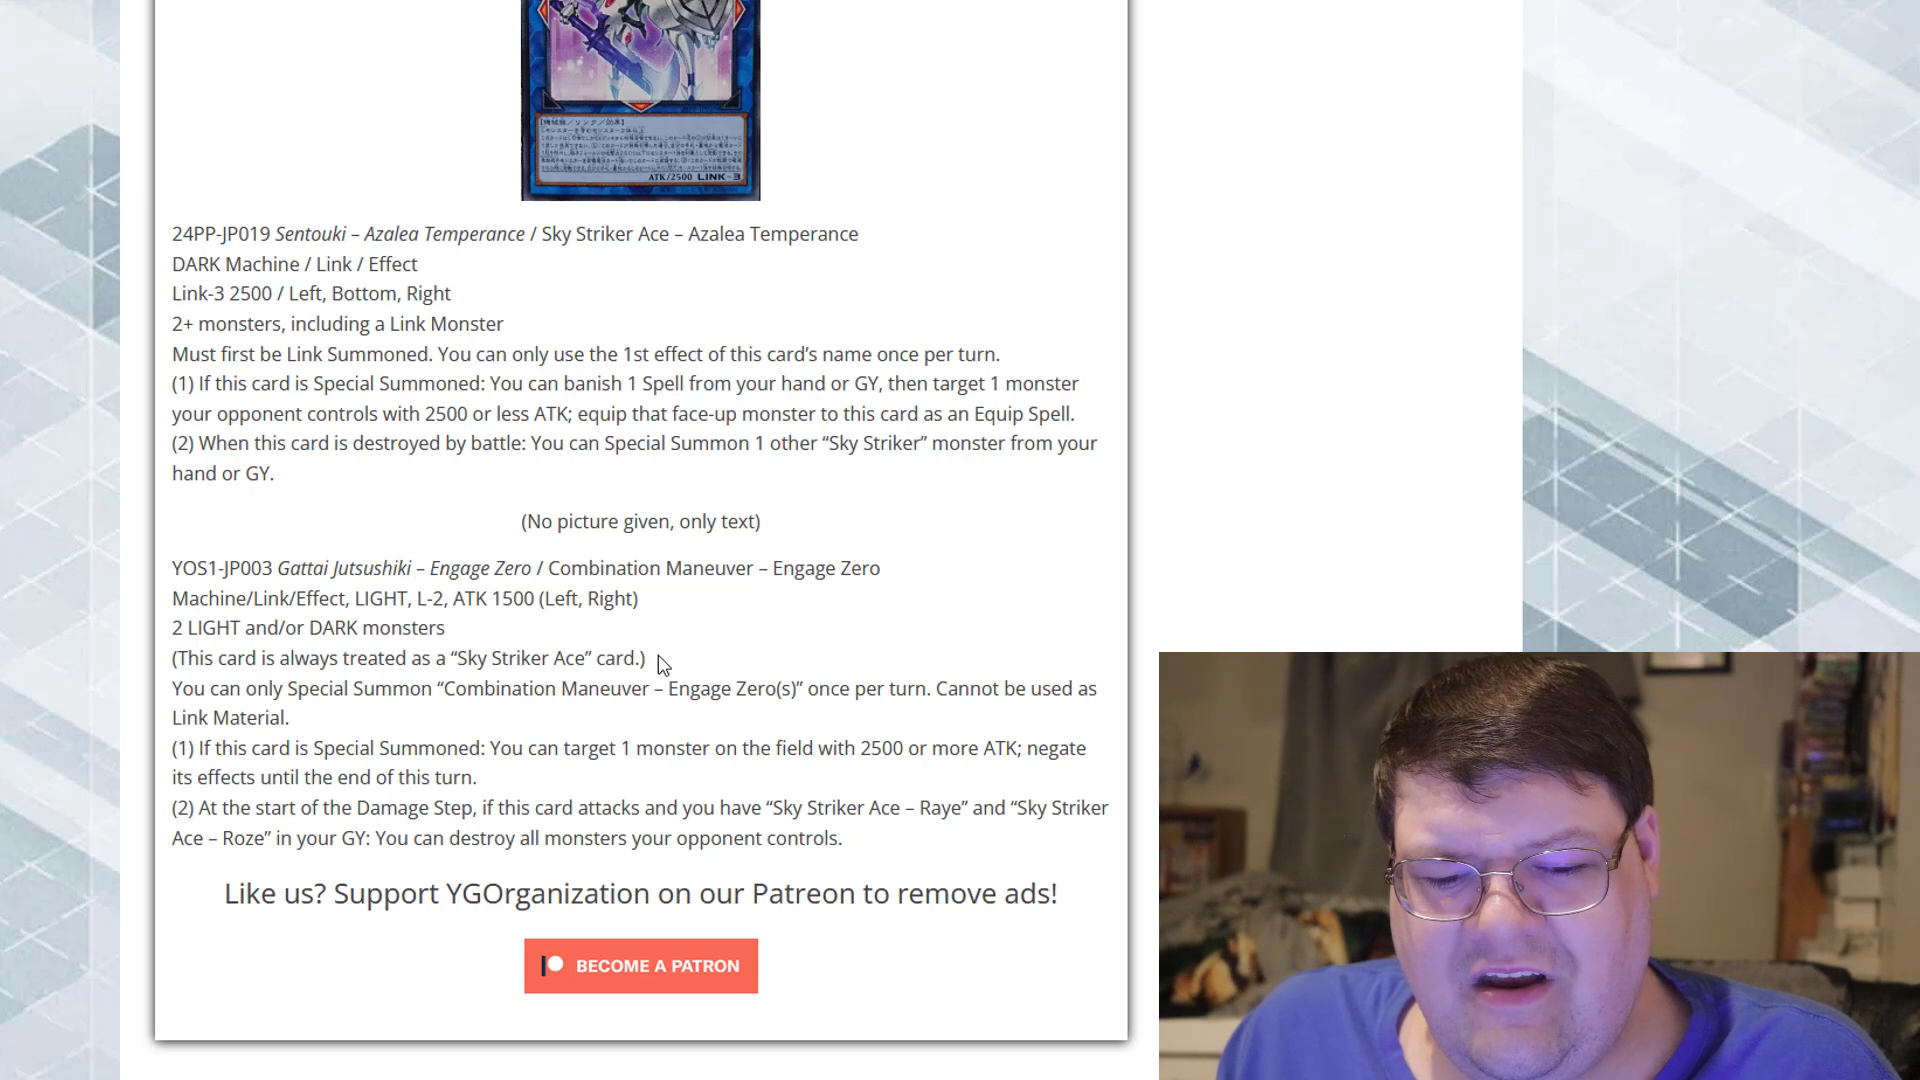 ATK/2500 LINK-3
24PP-JP019 Sentouki – Azalea Temperance / Sky Striker Ace – Azalea Temperance
DARK Machine / Link / Effect
Link-3 2500 / Left, Bottom, Right
2+ monsters, including a Link Monster
Must first be Link Summoned. You can only use the 1st effect of this card’s name once per turn.
(1) If this card is Special Summoned: You can banish 1 Spell from your hand or GY, then target 1 monster
your opponent controls with 2500 or less ATK; equip that face-up monster to this card as an Equip Spell.
(2) When this card is destroyed by battle: You can Special Summon 1 other “Sky Striker” monster from your
hand or GY.
(No picture given, only text)
YOS1-JP003 Gattai Jutsushiki – Engage Zero / Combination Maneuver – Engage Zero
Machine/Link/Effect, LIGHT, L-2, ATK 1500 (Left, Right)
2 LIGHT and/or DARK monsters
(This card is always treated as a “Sky Striker Ace” card.)
You can only Special Summon “Combination Maneuver – Engage Zero(s)” once per turn. Cannot be used as
Link Material.
(1) If this card is Special Summoned: You can target 1 monster on the field with 2500 or more ATK; negate
its effects until the end of this turn.
(2) At the start of the Damage Step, if this card attacks and you have “Sky Striker Ace – Raye” and “Sky Striker
Ace – Roze” in your GY: You can destroy all monsters your opponent controls.
Like us? Support YGOrganization on our Patreon to remove ads!
BECOME A PATRON